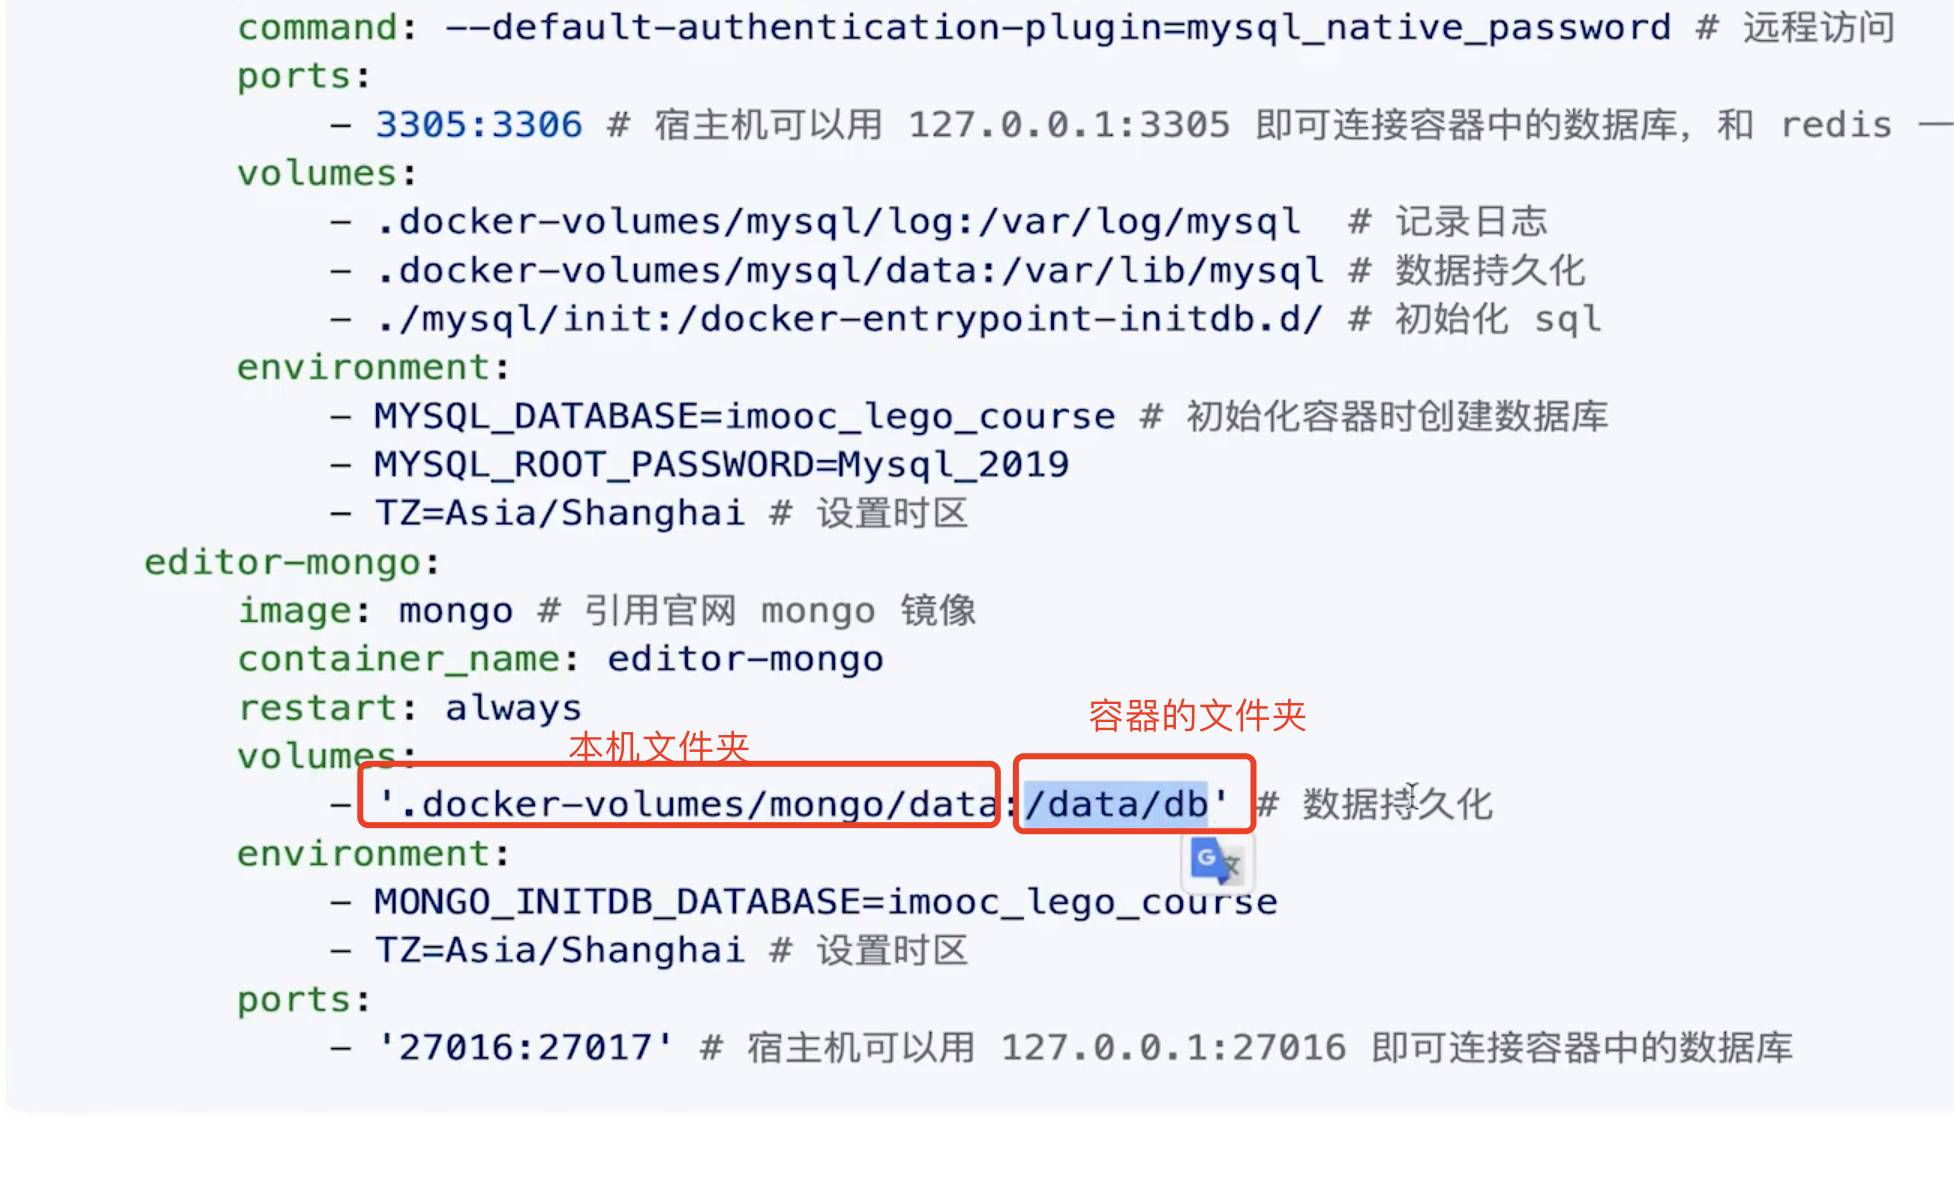 command: --default-authentication-plugin=mysql_native_password # 远程访问
ports:
- 3305:3306 # 宿主机可以用 127.0.0.1:3305 即可连接容器中的数据库，和 redis 一
volumes:
- .docker-volumes/mysql/log:/var/log/mysql # 记录日志
- .docker-volumes/mysql/data:/var/lib/mysql # 数据持久化
- ./mysql/init:/docker-entrypoint-initdb.d/ # 初始化 sql
environment:
- MYSQL_DATABASE=imooc_lego_course # 初始化容器时创建数据库
- MYSQL_ROOT_PASSWORD=Mysql_2019
- TZ=Asia/Shanghai # 设置时区
editor-mongo:
image: mongo # 引用官网 mongo 镜像
container_name: editor-mongo
restart: always
容器的文件夹
本机文件夹
volumes:
- '.docker-volumes/mongo/data:/data/db' # 数据持久化
environment:
- MONGO_INITDB_DATABASE=imooc_lego_course
- TZ=Asia/Shanghai # 设置时区
ports:
- '27016:27017' # 宿主机可以用 127.0.0.1:27016 即可连接容器中的数据库